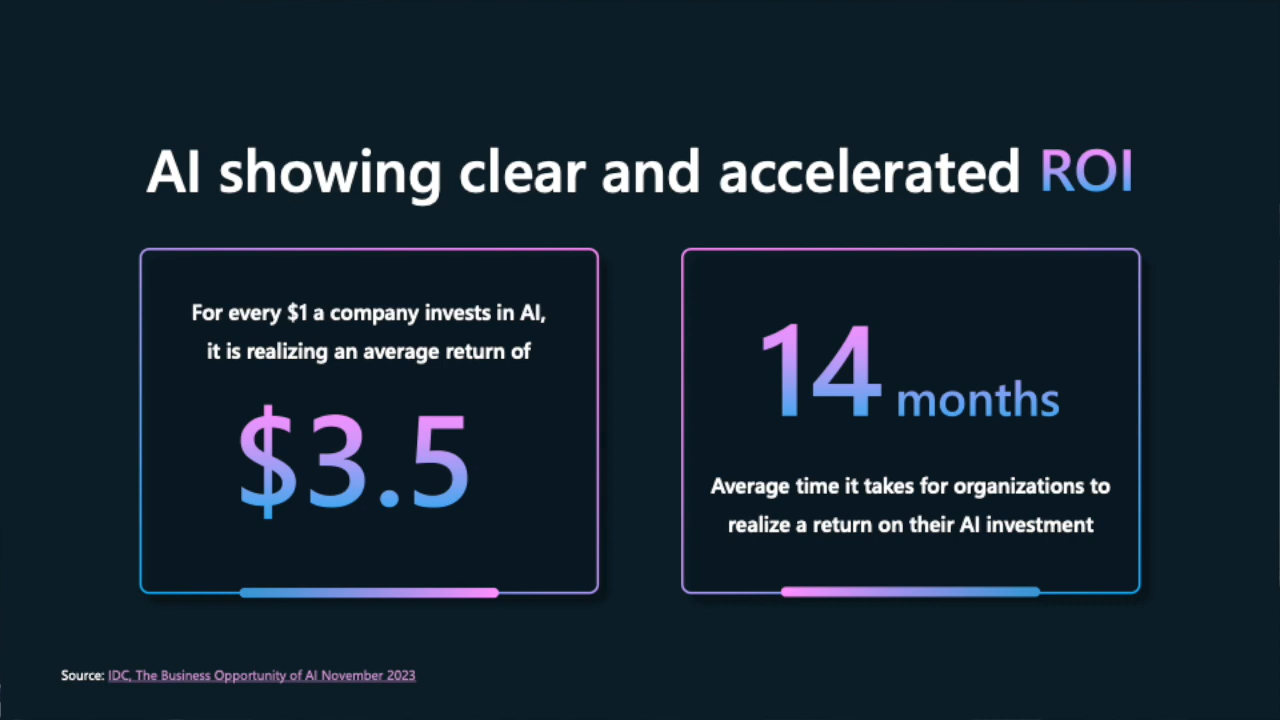 AI showing clear and accelerated ROI
For every $1 a company invests in AI,
it is realizing an average return of
$3.5
14 months
Average time it takes for organizations to
realize a return on their AI investment
Source: IDC, The Business Opportunity of AI November 2023